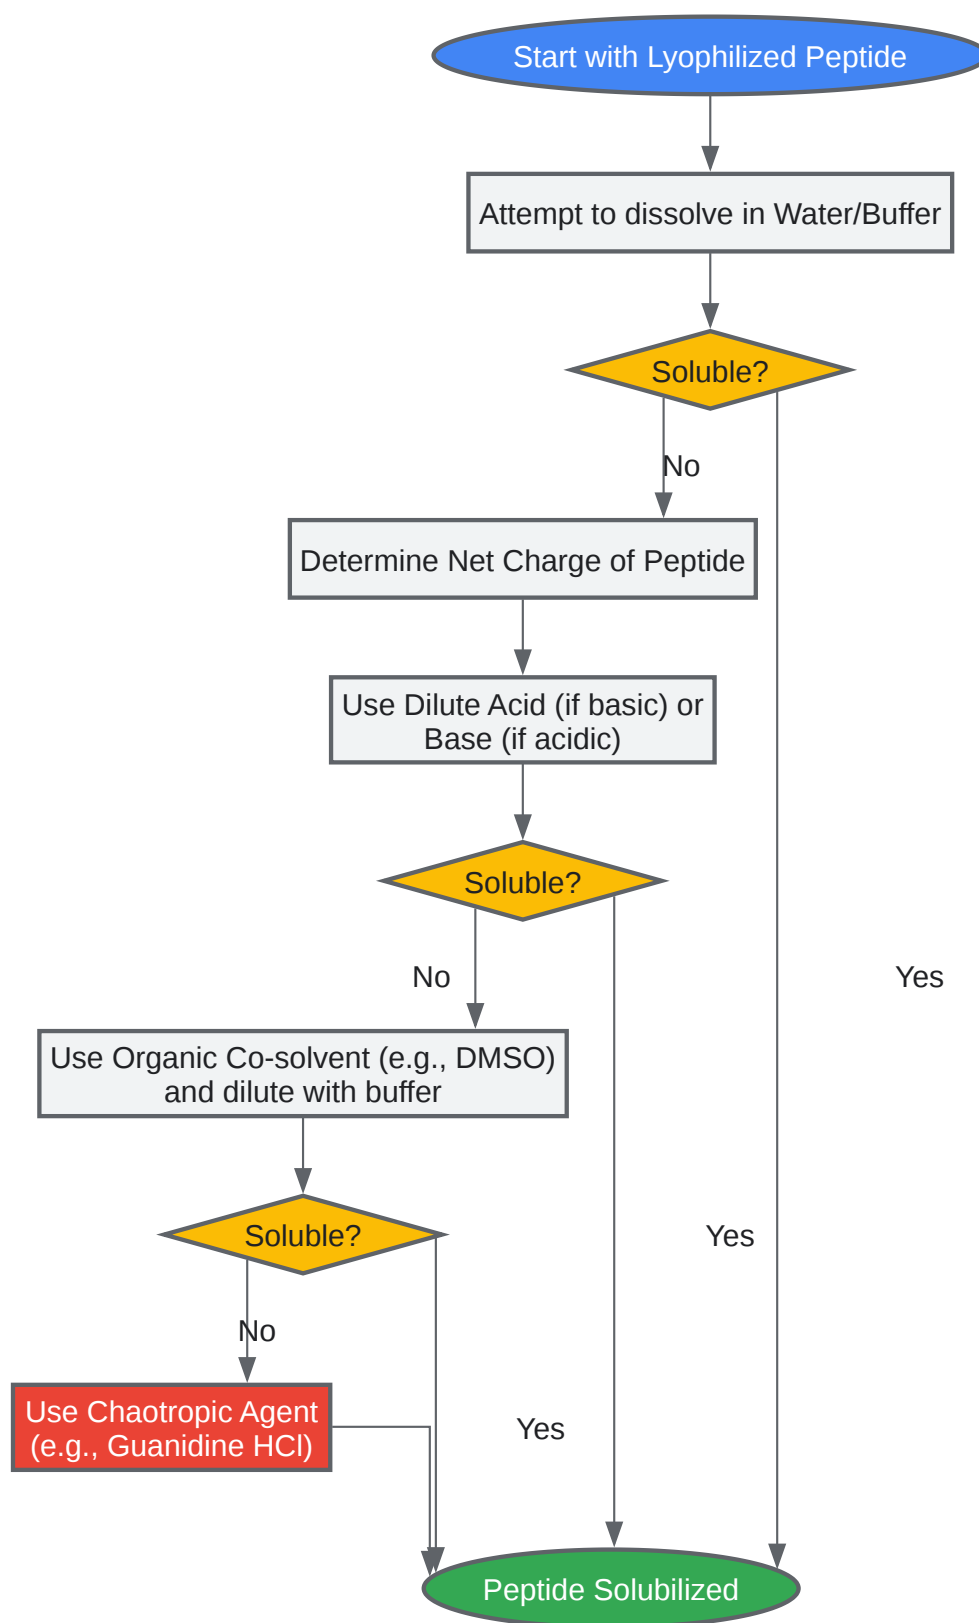 Start with Lyophilized Peptide
Attempt to dissolve in Water/Buffer
Soluble?
No
Determine Net Charge of Peptide
Use Dilute Acid (if basic) or
Base (if acidic)
Soluble?
No
Yes
Use Organic Co-solvent (e.g., DMSO)
and dilute with buffer
Soluble?
Yes
No
Use Chaotropic Agent
(e.g., Guanidine HCl)
Yes
Peptide Solubilized